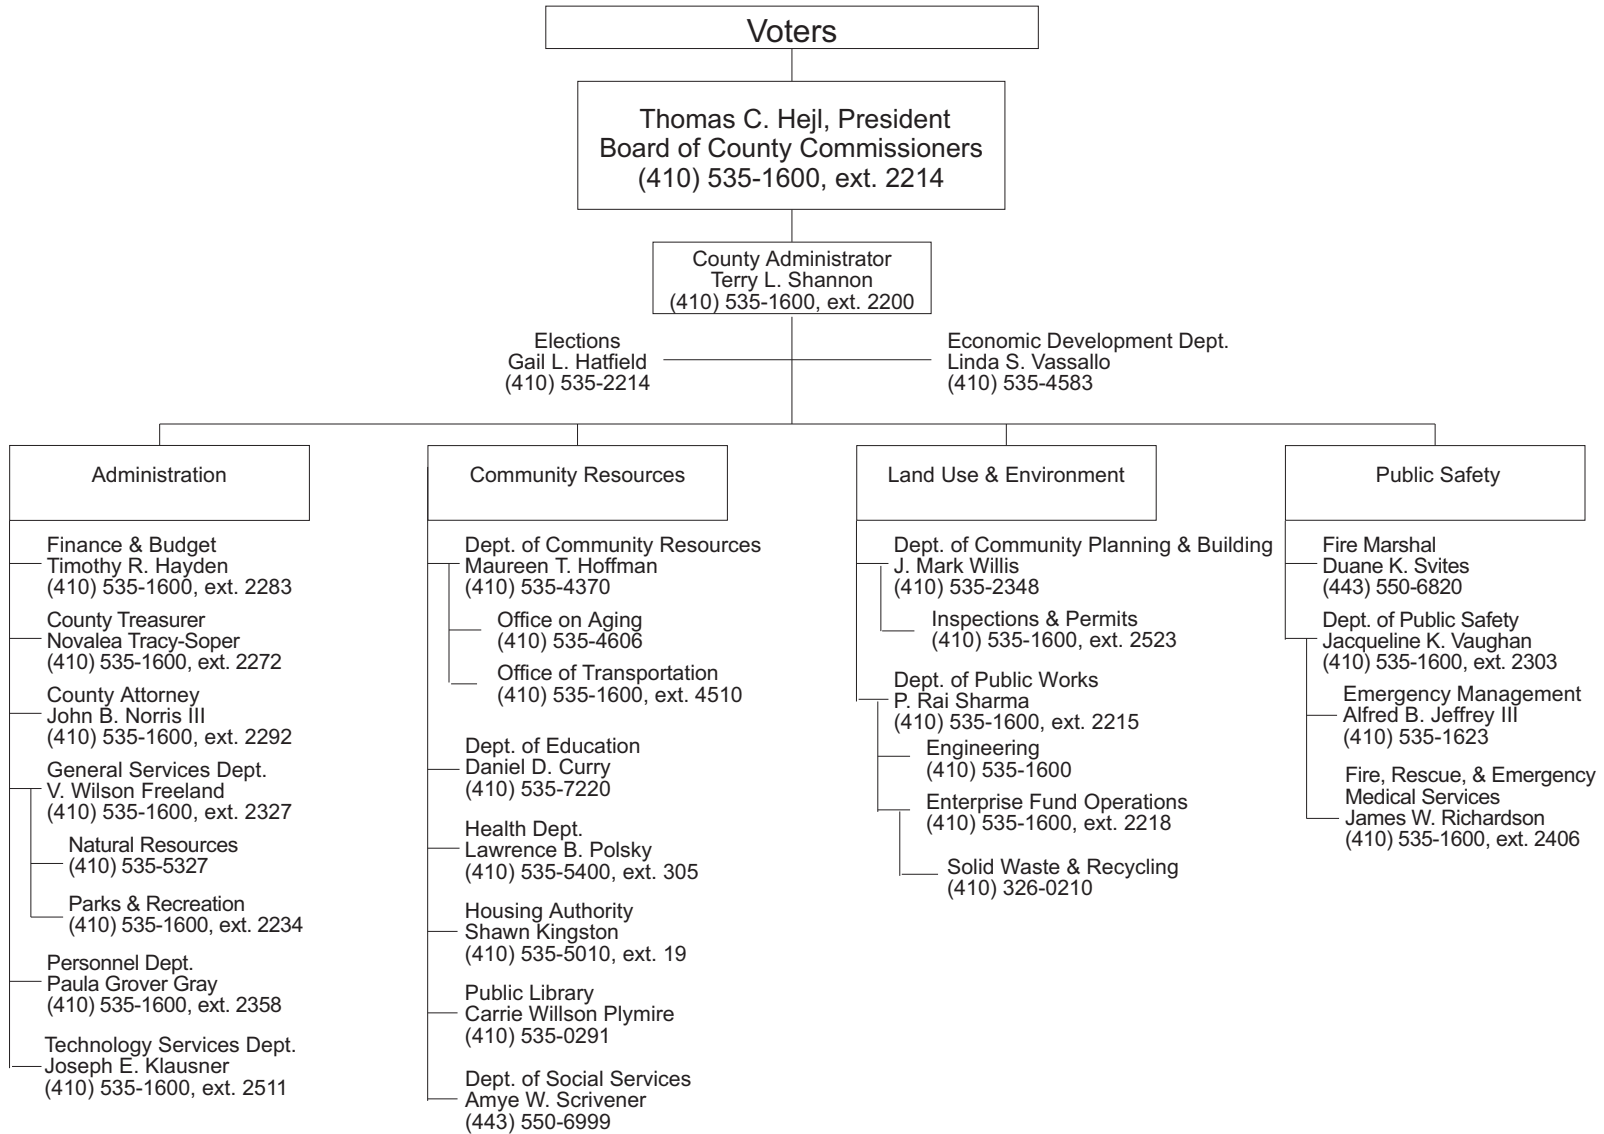 Voters
Thomas C. Hejl, President
Board of County Commissioners
(410) 535-1600, ext. 2214
County Administrator
Terry L. Shannon
(410) 535-1600, ext. 2200
Elections
Gail L. Hatfield
(410) 535-2214
Economic Development Dept.
Linda S. Vassallo
(410) 535-4583
Administration
Finance & Budget
Timothy R. Hayden
(410) 535-1600, ext. 2283
County Treasurer
Novalea Tracy-Soper
(410) 535-1600, ext. 2272
County Attorney
John B. Norris III
(410) 535-1600, ext. 2292
General Services Dept.
V. Wilson Freeland
(410) 535-1600, ext. 2327
Natural Resources
(410) 535-5327
Parks & Recreation
(410) 535-1600, ext. 2234
Personnel Dept.
Paula Grover Gray
(410) 535-1600, ext. 2358
Technology Services Dept.
Joseph E. Klausner
(410) 535-1600, ext. 2511
Community Resources
Dept. of Community Resources
Maureen T. Hoffman
(410) 535-4370
Office on Aging
(410) 535-4606
Office of Transportation
(410) 535-1600, ext. 4510
Dept. of Education
Daniel D. Curry
(410) 535-7220
Health Dept.
Lawrence B. Polsky
(410) 535-5400, ext. 305
Housing Authority
Shawn Kingston
(410) 535-5010, ext. 19
Public Library
Carrie Willson Plymire
(410) 535-0291
Dept. of Social Services
Amye W. Scrivener
(443) 550-6999
Land Use & Environment
Dept. of Community Planning & Building
J. Mark Willis
(410) 535-2348
Inspections & Permits
(410) 535-1600, ext. 2523
Dept. of Public Works
P. Rai Sharma
(410) 535-1600, ext. 2215
Engineering
(410) 535-1600
Enterprise Fund Operations
(410) 535-1600, ext. 2218
Solid Waste & Recycling
(410) 326-0210
Public Safety
Fire Marshal
Duane K. Svites
(443) 550-6820
Dept. of Public Safety
Jacqueline K. Vaughan
(410) 535-1600, ext. 2303
Emergency Management
Alfred B. Jeffrey III
(410) 535-1623
Fire, Rescue, & Emergency
Medical Services
James W. Richardson
(410) 535-1600, ext. 2406